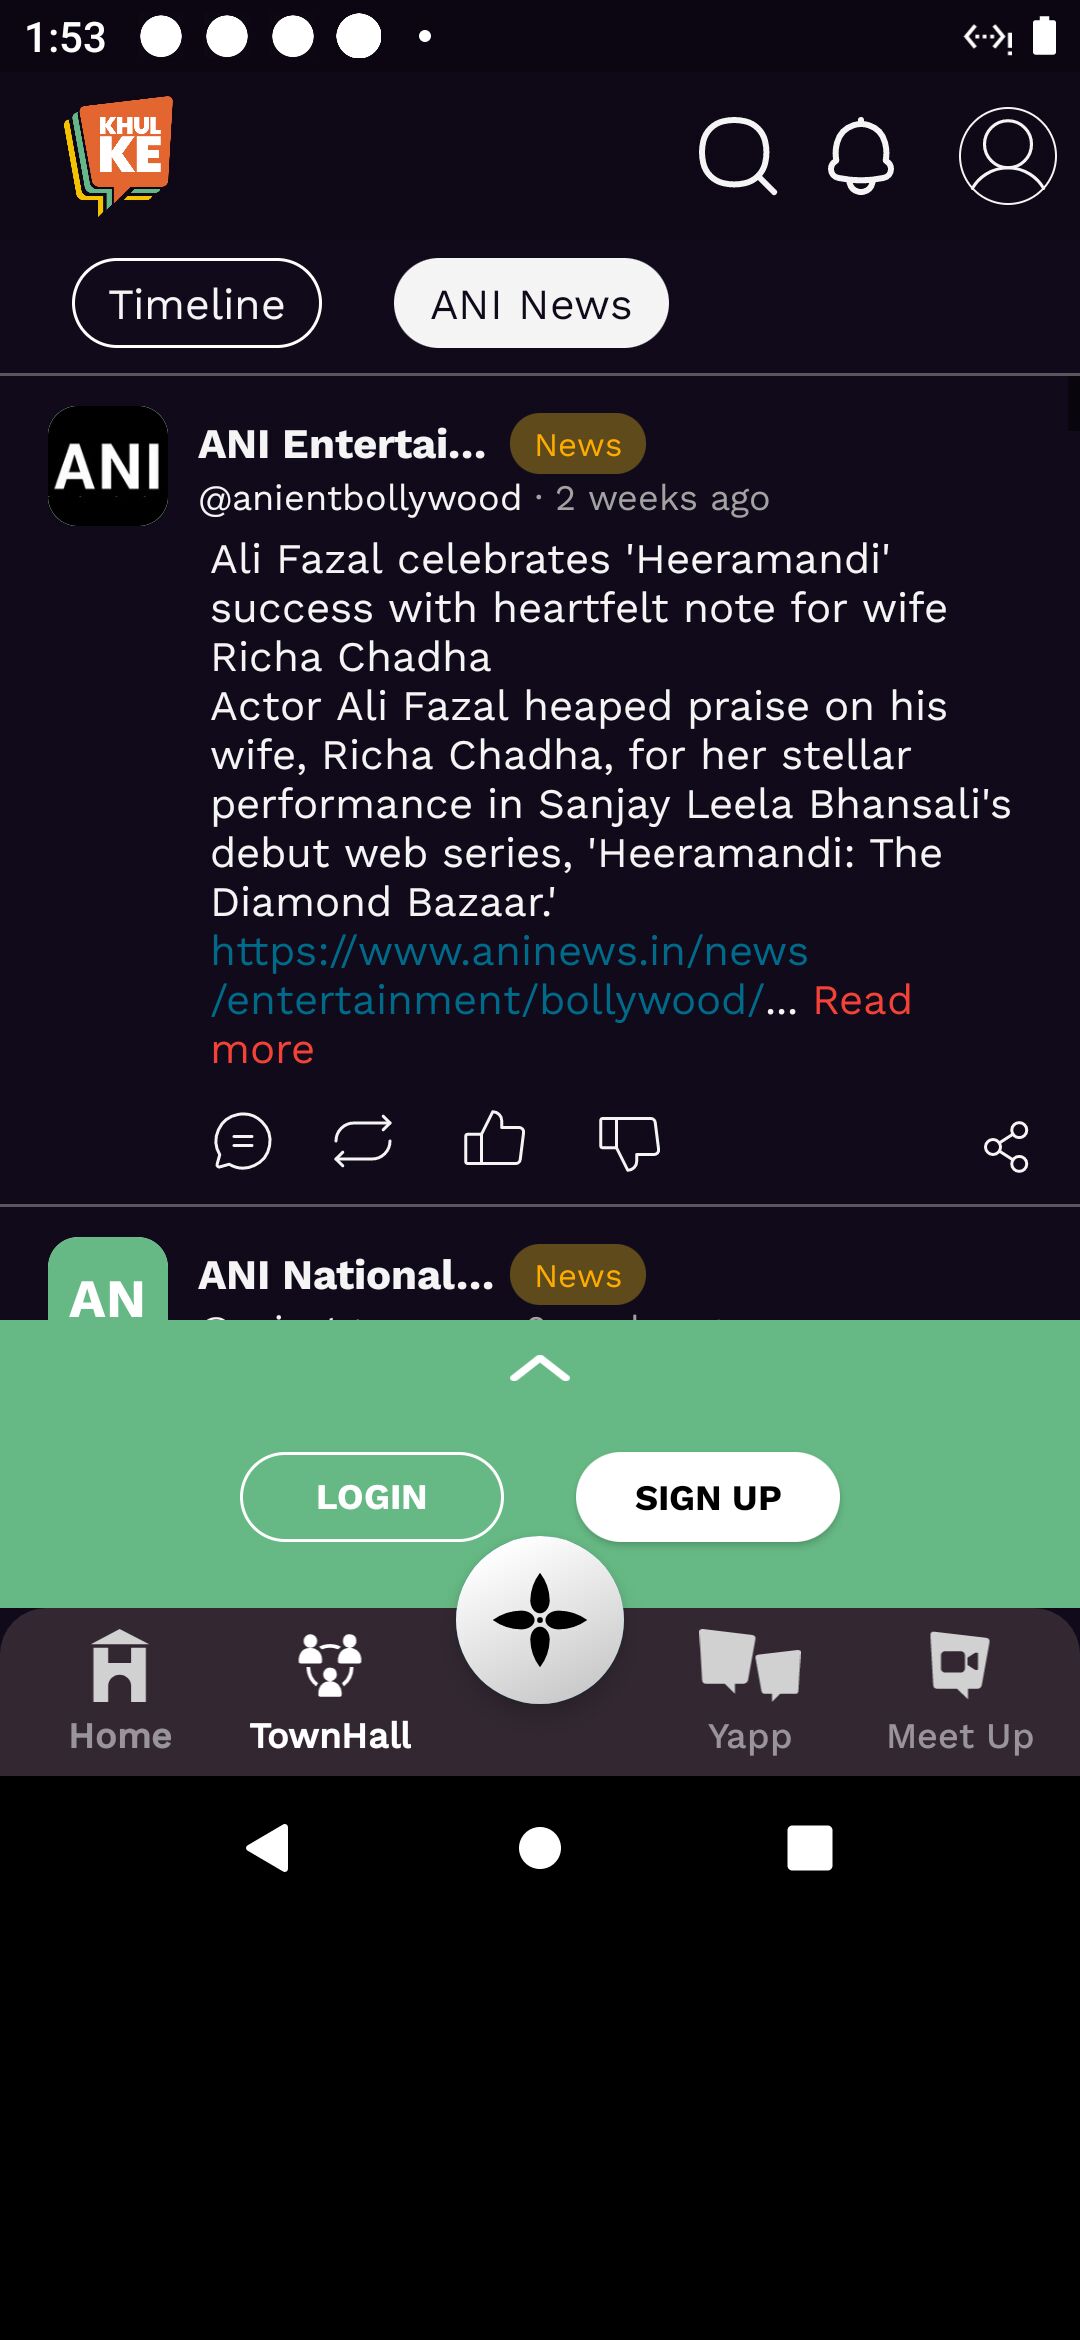 1:53
KHUL
KE
Timeline
ANI News
ANI
ANI Entertai...
News
@anientbollywood · 2 weeks ago
Ali Fazal celebrates 'Heeramandi'
success with heartfelt note for wife
Richa Chadha
Actor Ali Fazal heaped praise on his
wife, Richa Chadha, for her stellar
performance in Sanjay Leela Bhansali's
debut web series, 'Heeramandi: The
Diamond Bazaar.'
https://www.aninews.in/news
/entertainment/bollywood/... Read
more
AN
ANI National...
News
LOGIN
SIGN UP
Home
TownHall
Yapp
Meet Up